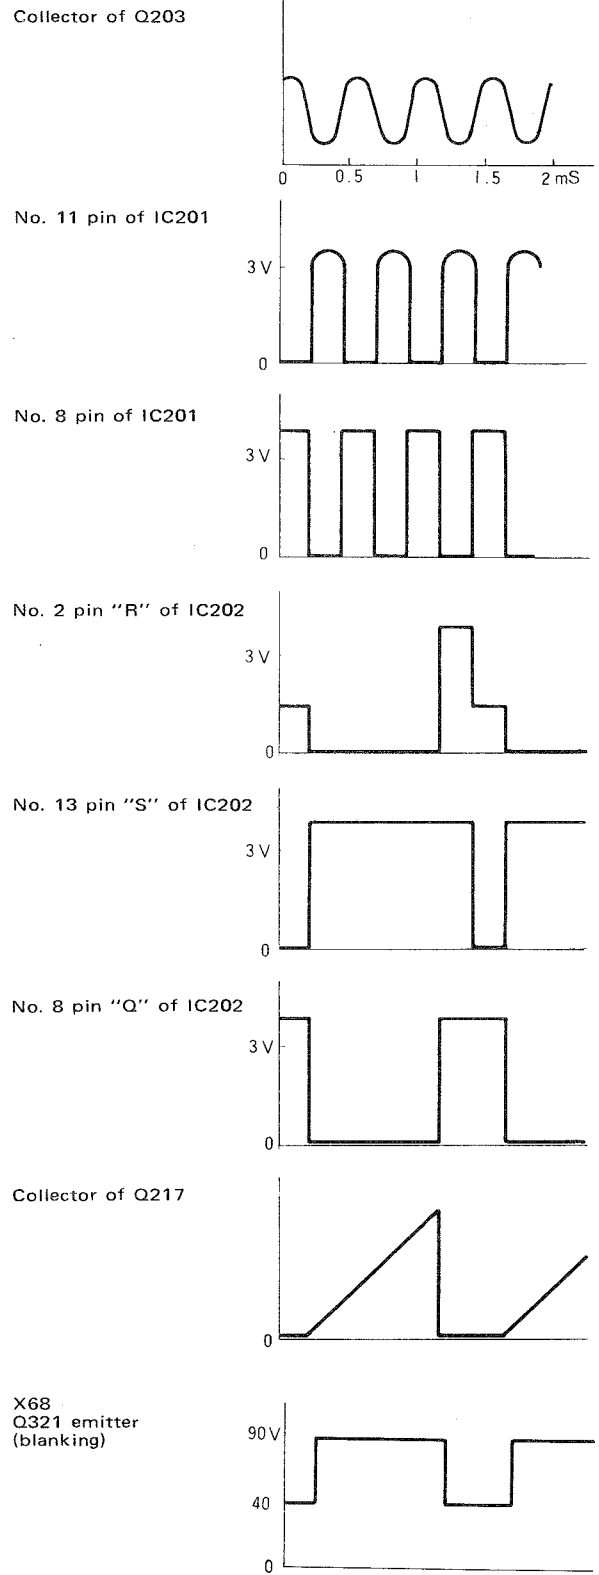 Collector of Q203
0 0.5 1 1.5 2 mS
No. 11 pin of IC201
3 V
0
No. 8 pin of IC201
3 V
0
No. 2 pin "R" of IC202
3 V
0
No. 13 pin "S" of IC202
3 V
0
No. 8 pin "Q" of IC202
3 V
0
Collector of Q217
0
X68
Q321 emitter
(blanking)
90 V
40
0